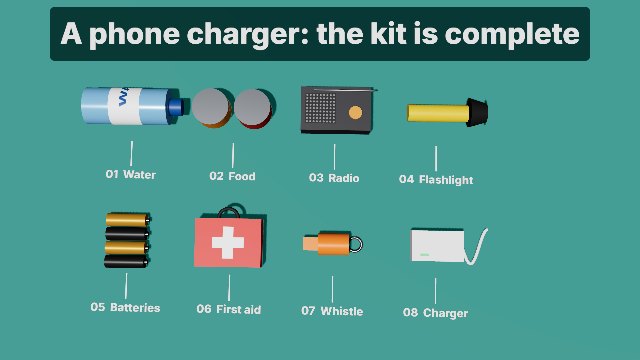 A phone charger: the kit is complete
01 Water
02 Food
03 Radio
04 Flashlight
05 Batteries
06 First aid
07 Whistle
08 Charger